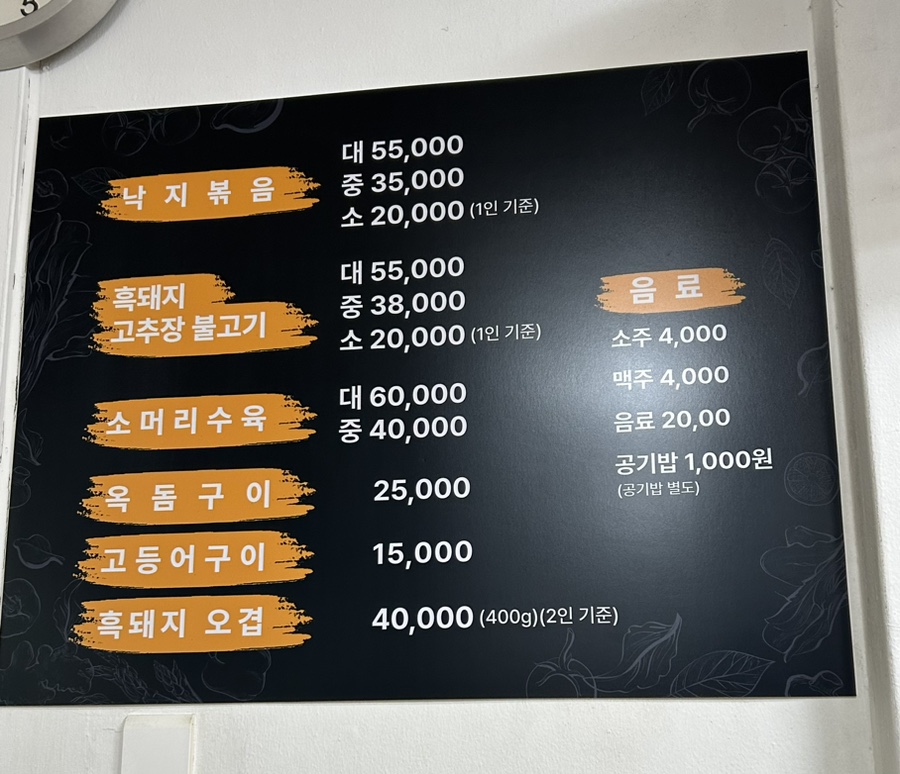 5
낙지볶음
대 55,000
중 35,000
소 20,000 (1인 기준)
흑돼지
고추장 불고기
대 55,000
중 38,000
소 20,000 (1인 기준)
소머리수육
대 60,000
중 40,000
옥돔구이
25,000
고등어구이
15,000
흑돼지 오겹
40,000 (400g)(2인 기준)
음료
소주 4,000
맥주 4,000
음료 20,00
공기밥 1,000원
(공기밥 별도)